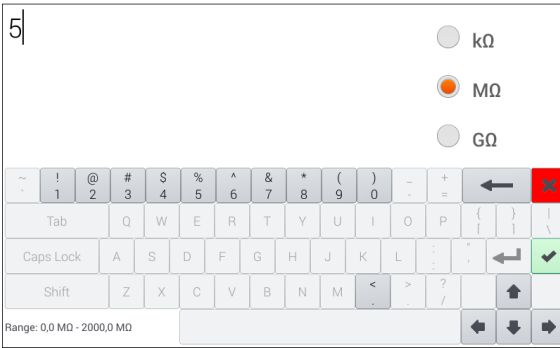 5
kΩ
MΩ
GΩ
~ ! @ # $ % ^ & * ( ) _ +
` 1 2 3 4 5 6 7 8 9 0 - =
Tab Q W E R T Y U I O P { } |
[ ] \
Caps Lock A S D F G H J K L : "
; '
Shift Z X C V B N M < > ?
, . /
Range: 0,0 MΩ - 2000,0 MΩ